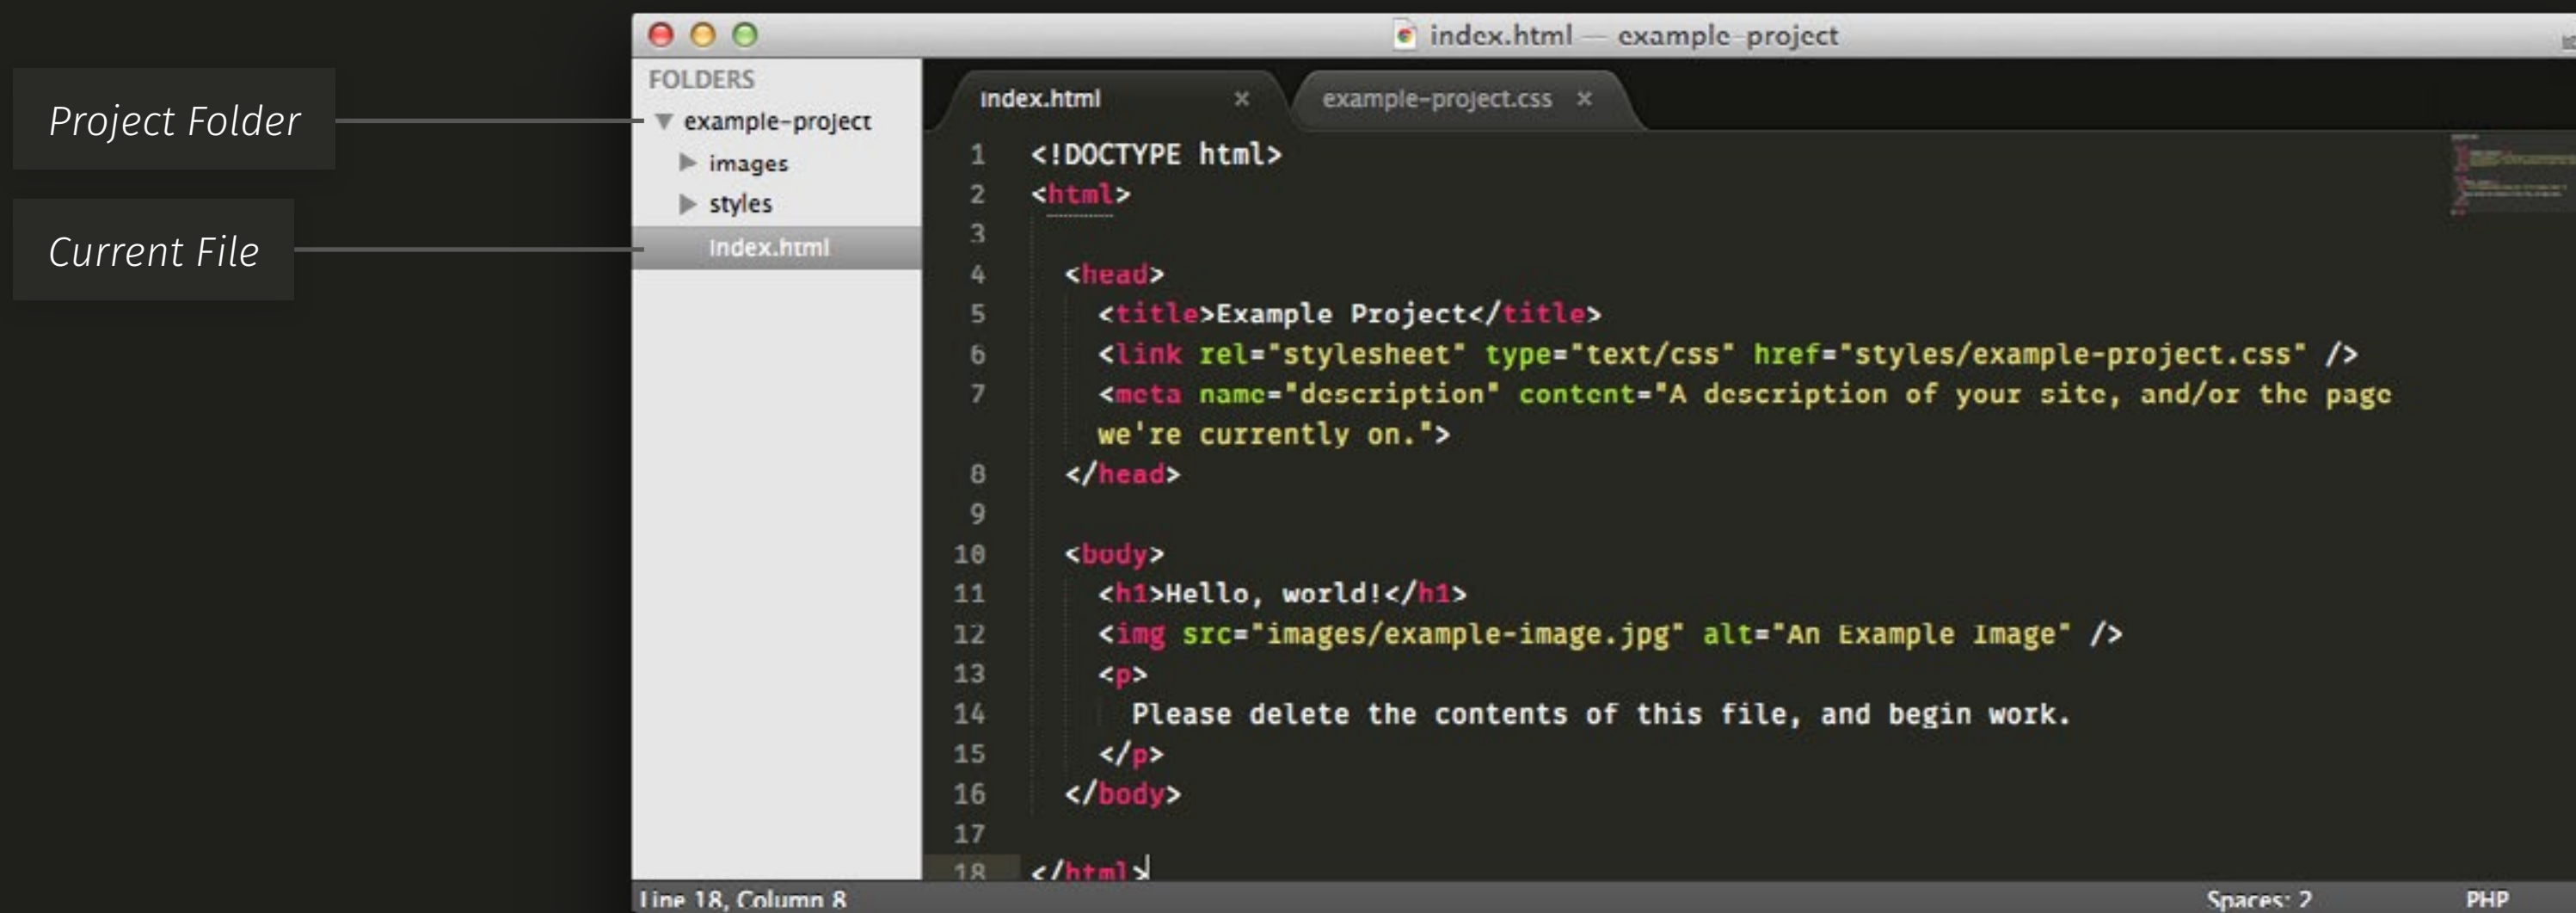 Project Folder
Current File
index.html — example-project
FOLDERS
example-project
images
styles
index.html
index.html ×
example-project.css ×
1 <!DOCTYPE html>
2 <html>
3
4 <head>
5 <title>Example Project</title>
6 <link rel="stylesheet" type="text/css" href="styles/example-project.css" />
7 <meta name="description" content="A description of your site, and/or the page
we're currently on.">
8 </head>
9
10 <body>
11 <h1>Hello, world!</h1>
12 <img src="images/example-image.jpg" alt="An Example Image" />
13 <p>
14 Please delete the contents of this file, and begin work.
15 </p>
16 </body>
17
18 </html>
Line 18, Column 8
Spaces: 2
PHP